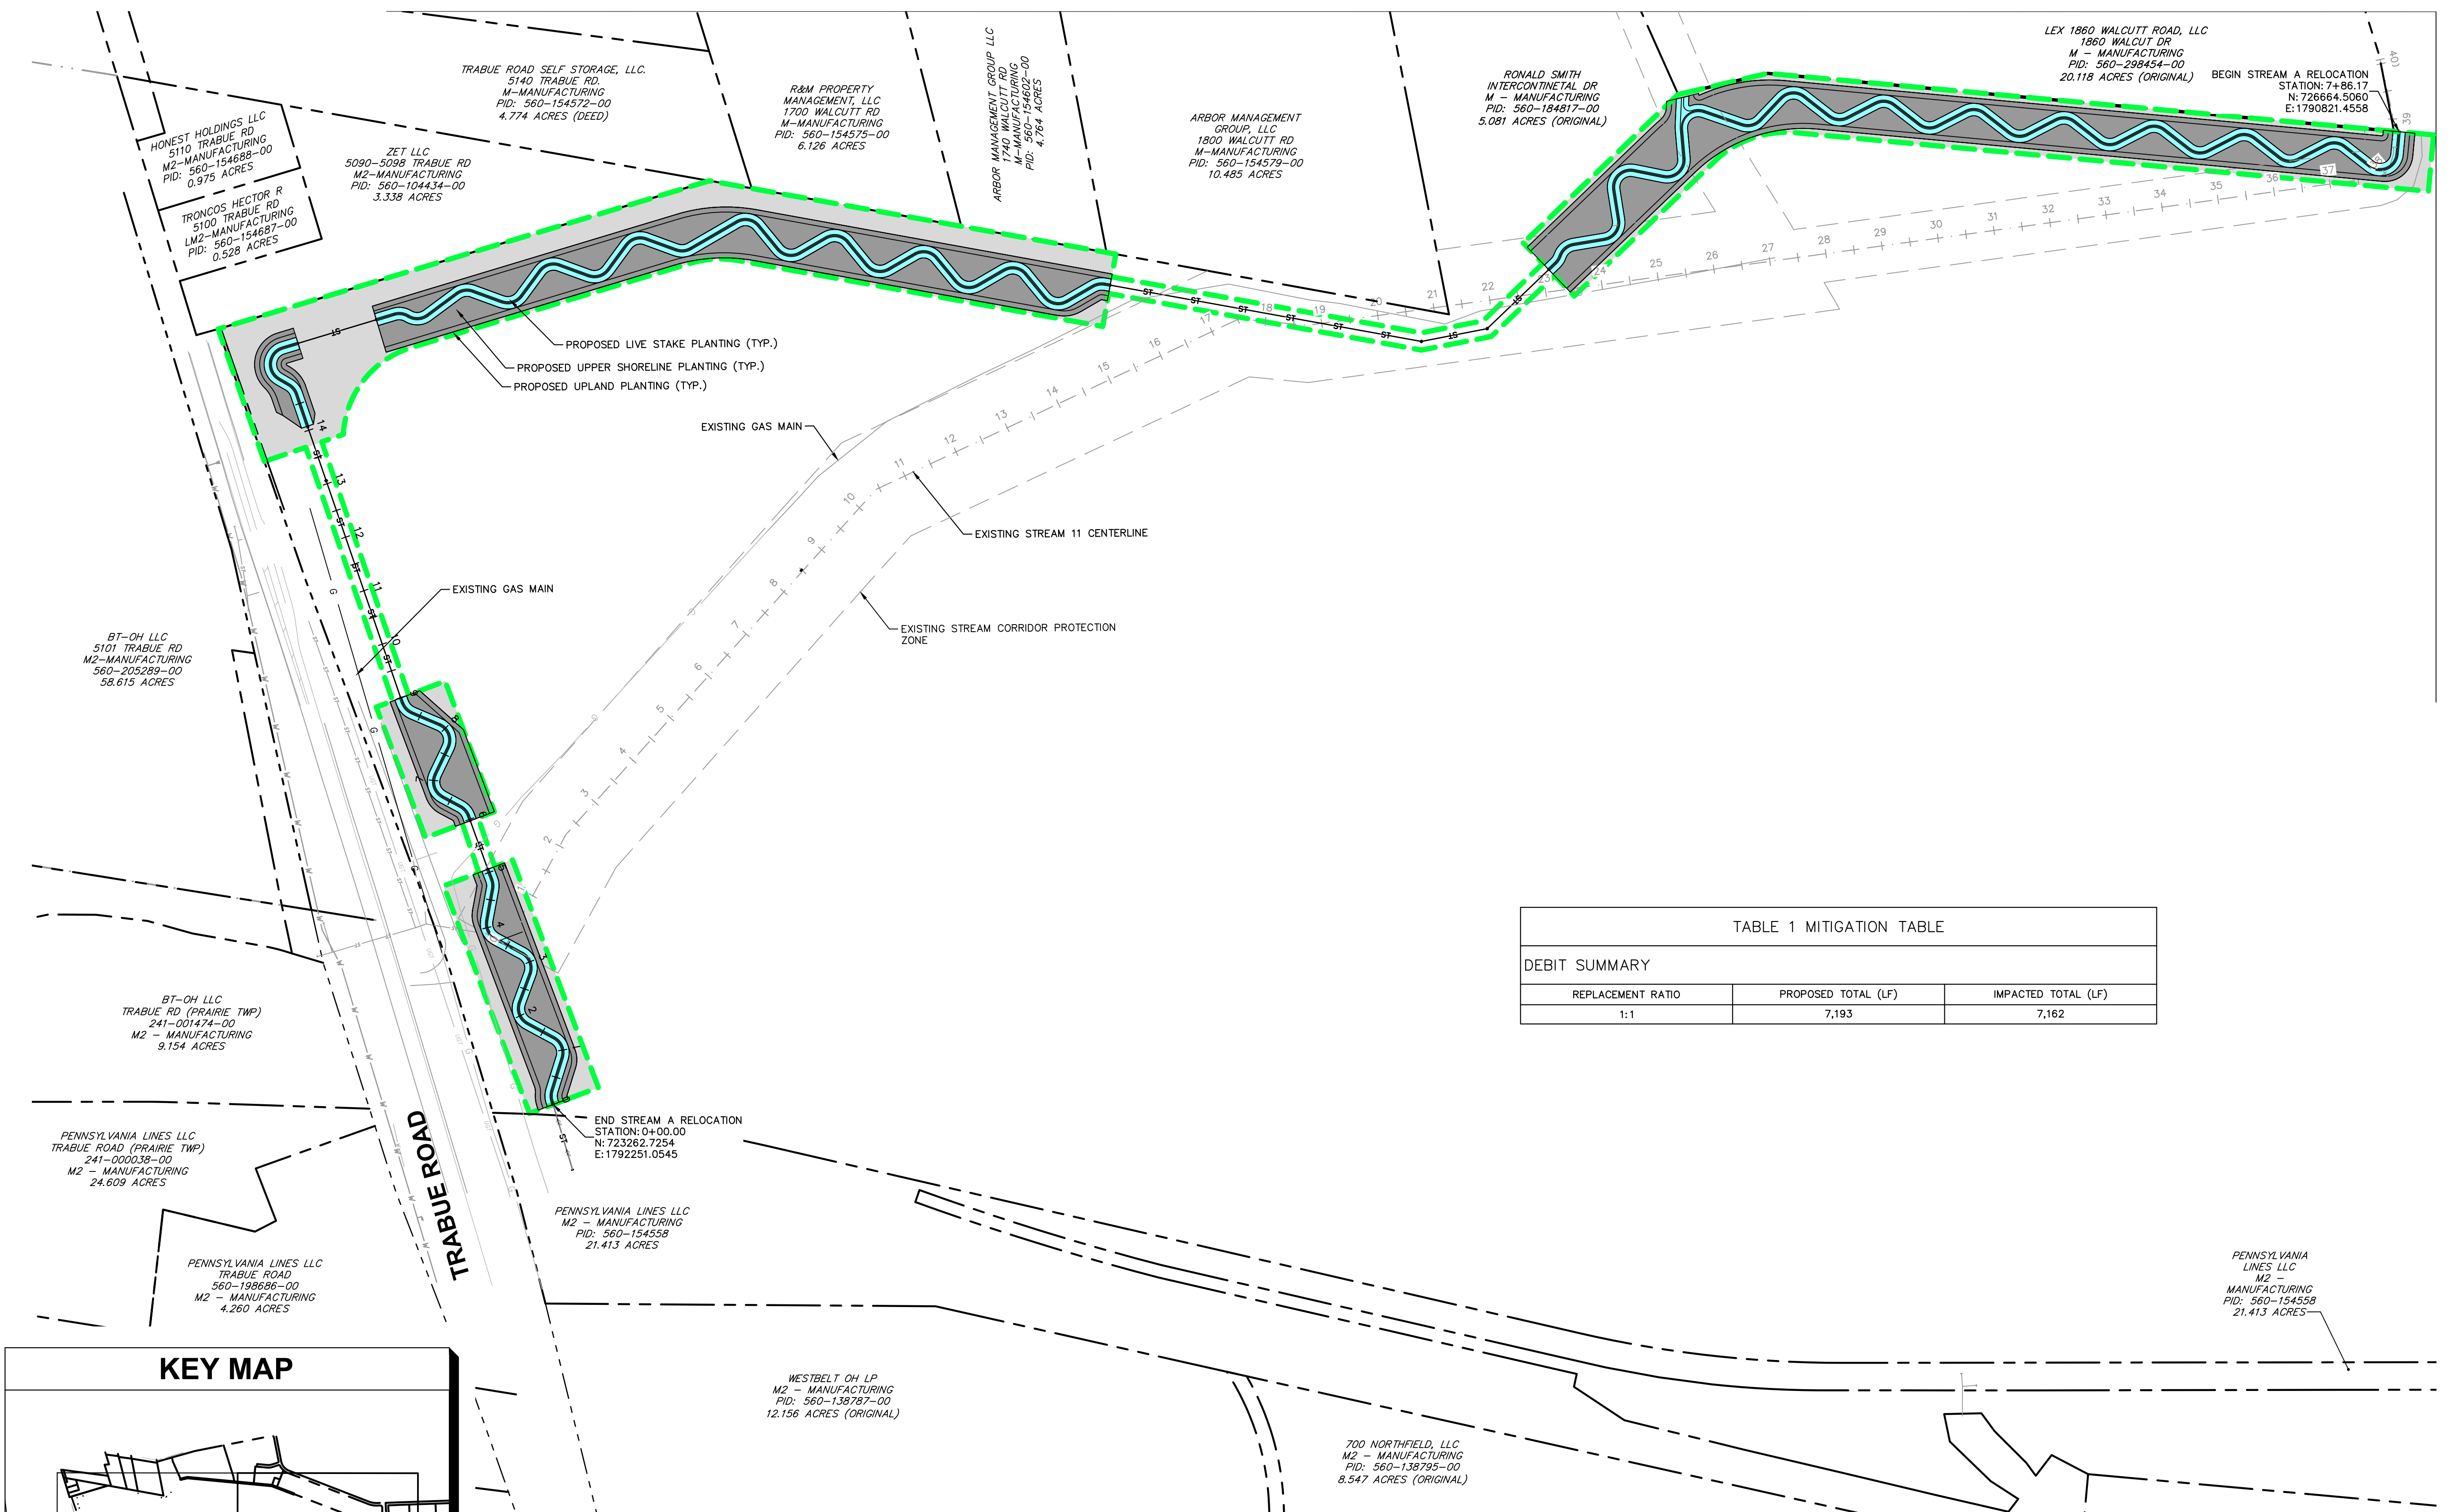 LEX 1860 WALCUTT ROAD, LLC
1860 WALCUT DR
M – MANUFACTURING
PID: 560-298454-00
20.118 ACRES (ORIGINAL)
BEGIN STREAM A RELOCATION
STATION: 7+86.17
N: 726664.5060
E: 1790821.4558
RONALD SMITH
INTERCONTINETAL DR
M – MANUFACTURING
PID: 560-184817-00
5.081 ACRES (ORIGINAL)
TRABUE ROAD SELF STORAGE, LLC.
5140 TRABUE RD.
M-MANUFACTURING
PID: 560-154572-00
4.774 ACRES (DEED)
R&M PROPERTY
MANAGEMENT, LLC
1700 WALCUTT RD
M-MANUFACTURING
PID: 560-154575-00
6.126 ACRES
ARBOR MANAGEMENT GROUP LLC
1740 WALCUTT RD
M-MANUFACTURING
PID: 560-154602-00
4.764 ACRES
ARBOR MANAGEMENT
GROUP, LLC
1800 WALCUTT RD
M-MANUFACTURING
PID: 560-154579-00
10.485 ACRES
HONEST HOLDINGS LLC
5110 TRABUE RD
M2-MANUFACTURING
PID: 560-154688-00
0.975 ACRES
ZET LLC
5090-5098 TRABUE RD
M2-MANUFACTURING
PID: 560-104434-00
3.338 ACRES
TRONCOS HECTOR R
5100 TRABUE RD
LM2-MANUFACTURING
PID: 560-154687-00
0.528 ACRES
PROPOSED LIVE STAKE PLANTING (TYP.)
PROPOSED UPPER SHORELINE PLANTING (TYP.)
PROPOSED UPLAND PLANTING (TYP.)
EXISTING GAS MAIN
EXISTING STREAM 11 CENTERLINE
EXISTING GAS MAIN
EXISTING STREAM CORRIDOR PROTECTION
ZONE
BT-OH LLC
5101 TRABUE RD
M2-MANUFACTURING
560-205289-00
58.615 ACRES
TABLE 1 MITIGATION TABLE
DEBIT SUMMARY
REPLACEMENT RATIO PROPOSED TOTAL (LF) IMPACTED TOTAL (LF)
1:1 7,193 7,162
BT-OH LLC
TRABUE RD (PRAIRIE TWP)
241-001474-00
M2 – MANUFACTURING
9.154 ACRES
END STREAM A RELOCATION
STATION: 0+00.00
N: 723262.7254
E: 1792251.0545
PENNSYLVANIA LINES LLC
TRABUE ROAD (PRAIRIE TWP)
241-000038-00
M2 – MANUFACTURING
24.609 ACRES
TRABUE ROAD
PENNSYLVANIA LINES LLC
M2 – MANUFACTURING
PID: 560-154558
21.413 ACRES
PENNSYLVANIA LINES LLC
TRABUE ROAD
560-198686-00
M2 – MANUFACTURING
4.260 ACRES
PENNSYLVANIA
LINES LLC
M2 –
MANUFACTURING
PID: 560-154558
21.413 ACRES
KEY MAP
WESTBELT OH LP
M2 – MANUFACTURING
PID: 560-138787-00
12.156 ACRES (ORIGINAL)
700 NORTHFIELD, LLC
M2 – MANUFACTURING
PID: 560-138795-00
8.547 ACRES (ORIGINAL)